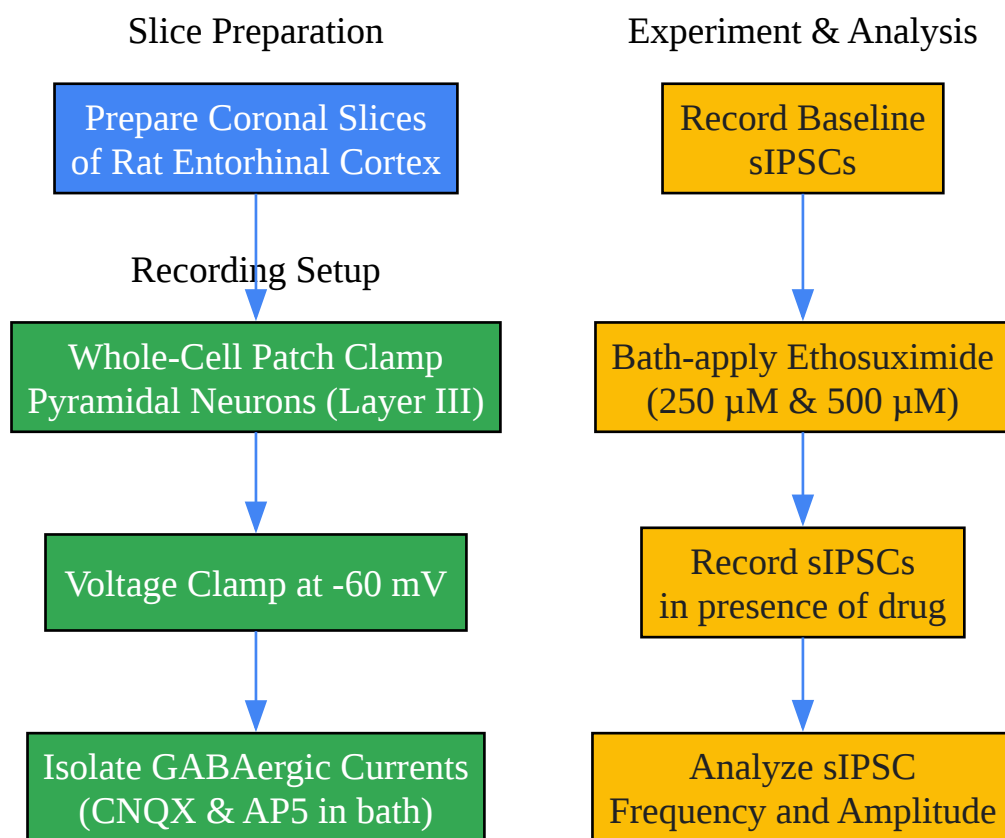 Slice Preparation
Prepare Coronal Slices
of Rat Entorhinal Cortex
Recording Setup
Whole-Cell Patch Clamp
Pyramidal Neurons (Layer III)
Voltage Clamp at -60 mV
Isolate GABAergic Currents
(CNQX & AP5 in bath)
Experiment & Analysis
Record Baseline
sIPSCs
Bath-apply Ethosuximide
(250 µM & 500 µM)
Record sIPSCs
in presence of drug
Analyze sIPSC
Frequency and Amplitude